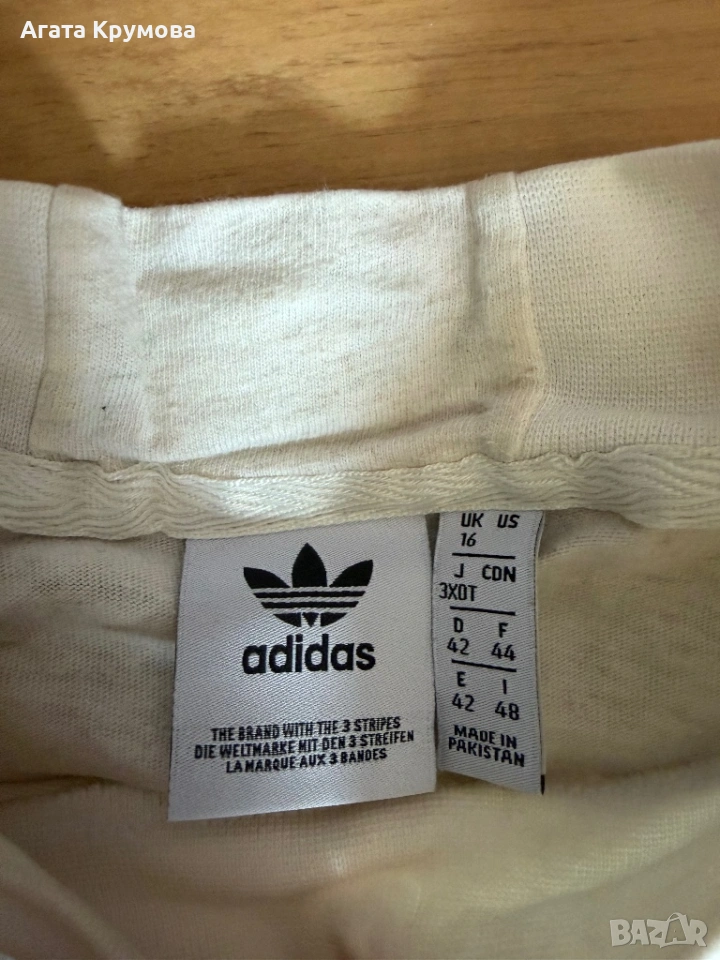 Агата Крумова
adidas
THE BRAND WITH THE 3 STRIPES
DIE WELTMARKE MIT DEN 3 STREIFEN
LA MARQUE AUX 3 BANDES
UK US
16
J CDN
3XOT
D F
42 44
E I
42 48
MADE IN
PAKISTAN
BAZAR